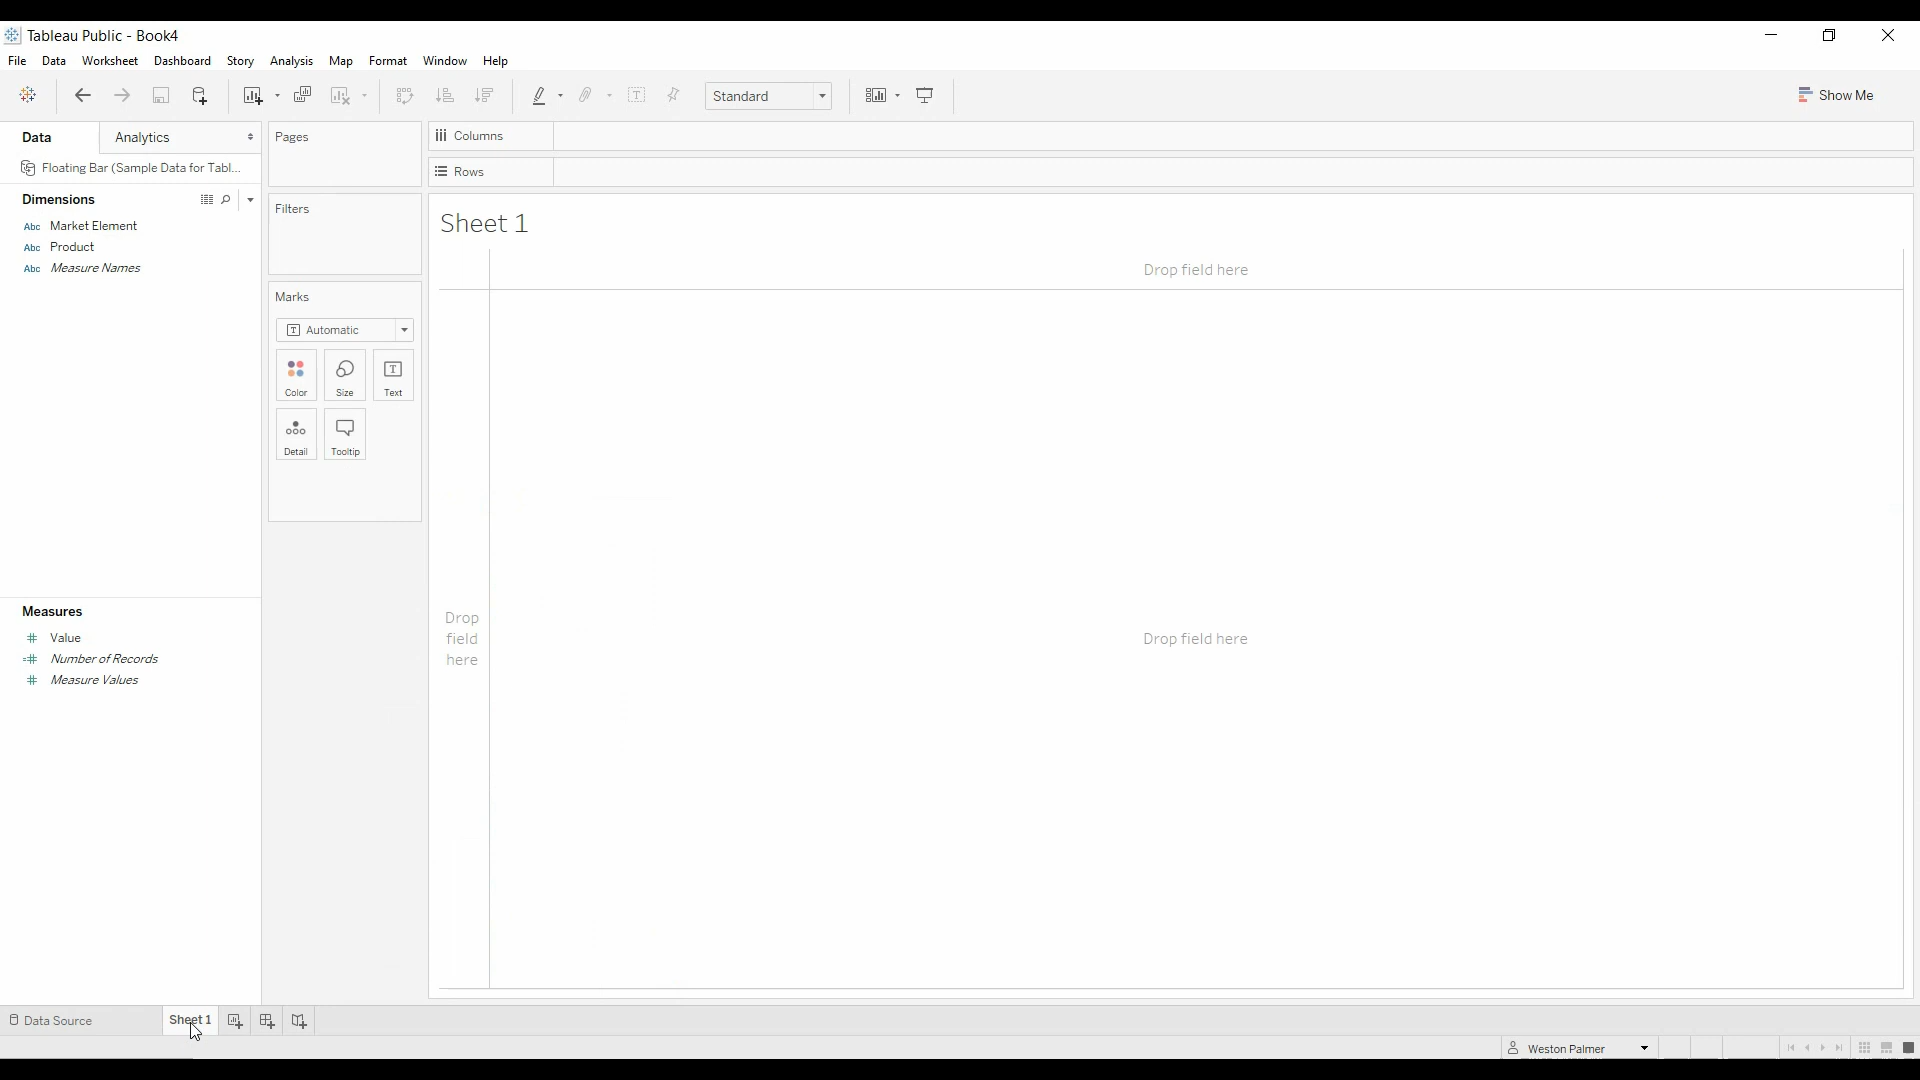 Tableau Public - Book4
File Data Worksheet Dashboard Story Analysis Map Format Window Help
Standard
Show Me
Data Analytics
Floating Bar (Sample Data for Tabl...
Dimensions
Abc Market Element
Abc Product
Abc Measure Names
Measures
# Value
=# Number of Records
# Measure Values
Pages
Filters
Marks
T Automatic
Color Size T Text
Detail Tooltip
Columns
Rows
Sheet 1
Drop field here
Drop
field
here
Drop field here
Data Source Sheet 1
Weston Palmer